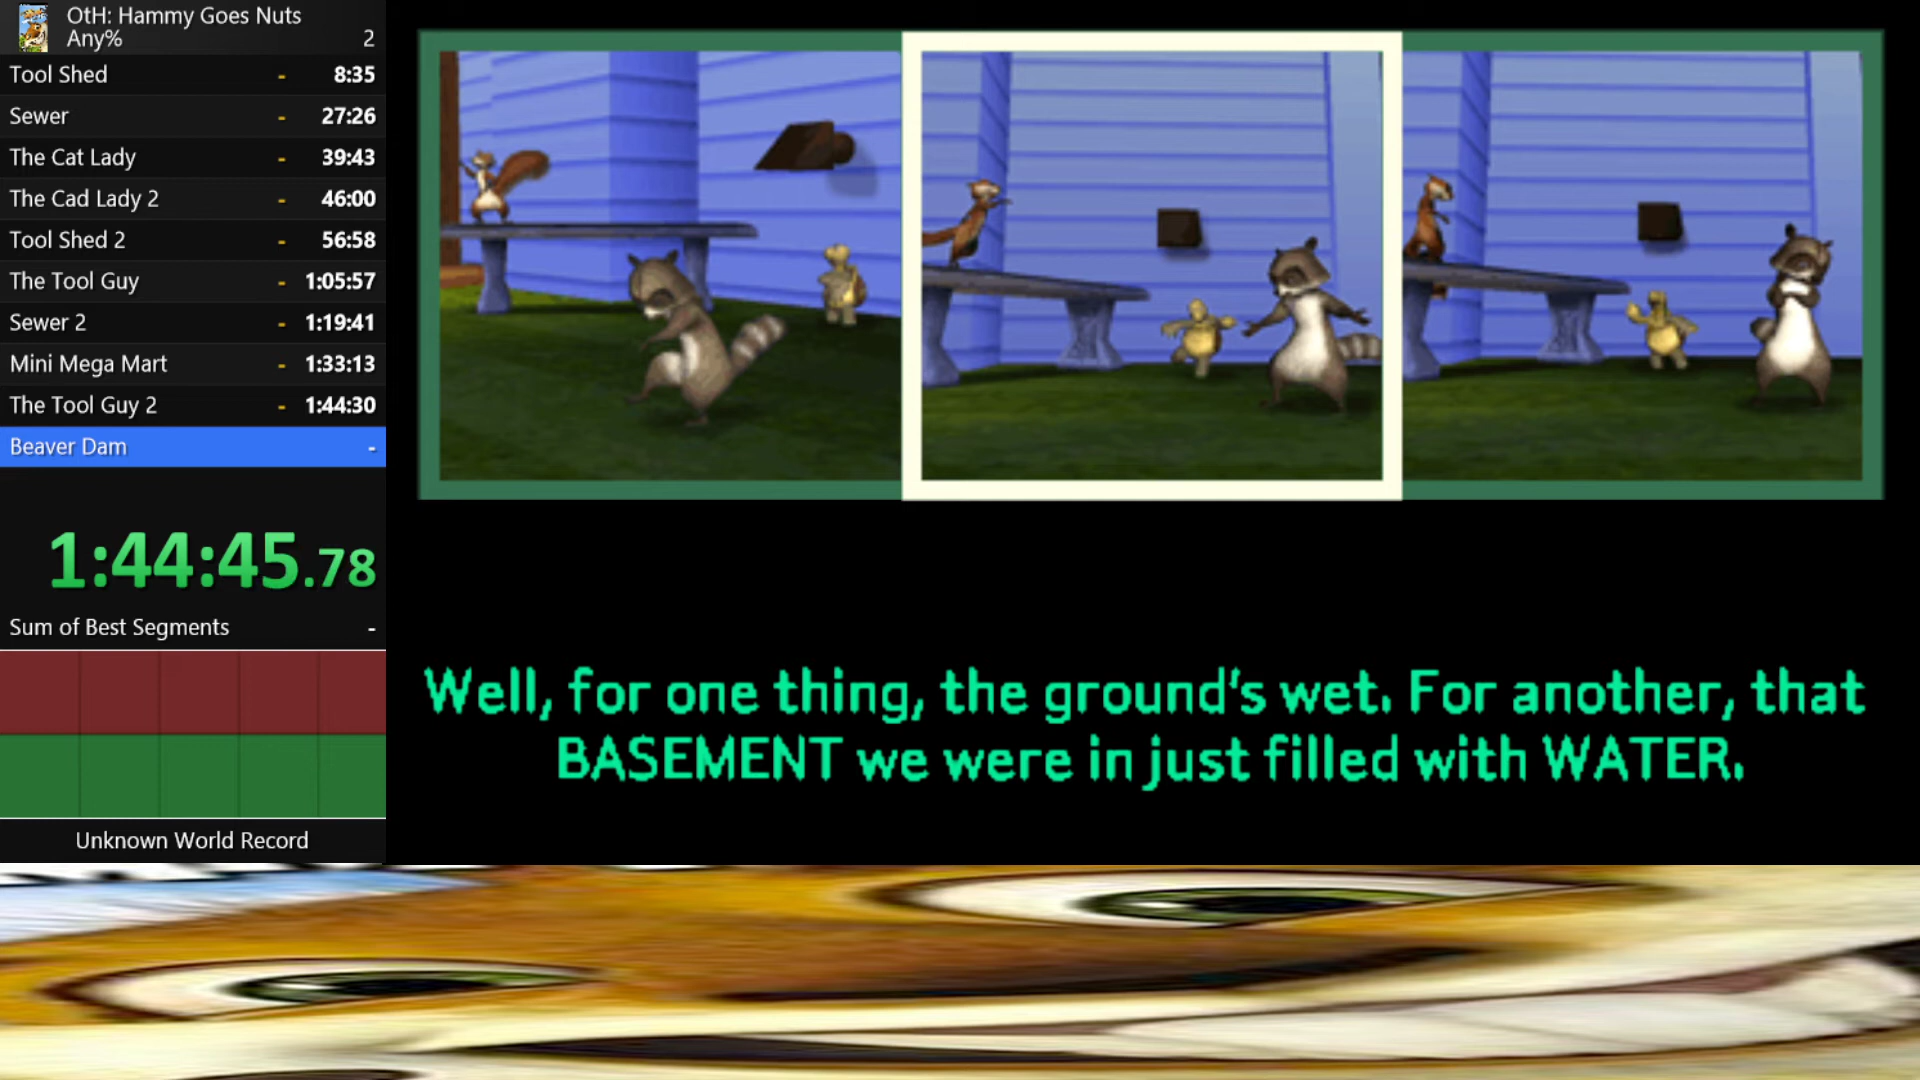 OtH: Hammy Goes Nuts
Any% 2
Tool Shed - 8:35
Sewer - 27:26
The Cat Lady - 39:43
The Cad Lady 2 - 46:00
Tool Shed 2 - 56:58
The Tool Guy - 1:05:57
Sewer 2 - 1:19:41
Mini Mega Mart - 1:33:13
The Tool Guy 2 - 1:44:30
Beaver Dam -
1:44:45.78
Sum of Best Segments -
Unknown World Record
Well, for one thing, the ground's wet. For another, that
BASEMENT we were in just filled with WATER.